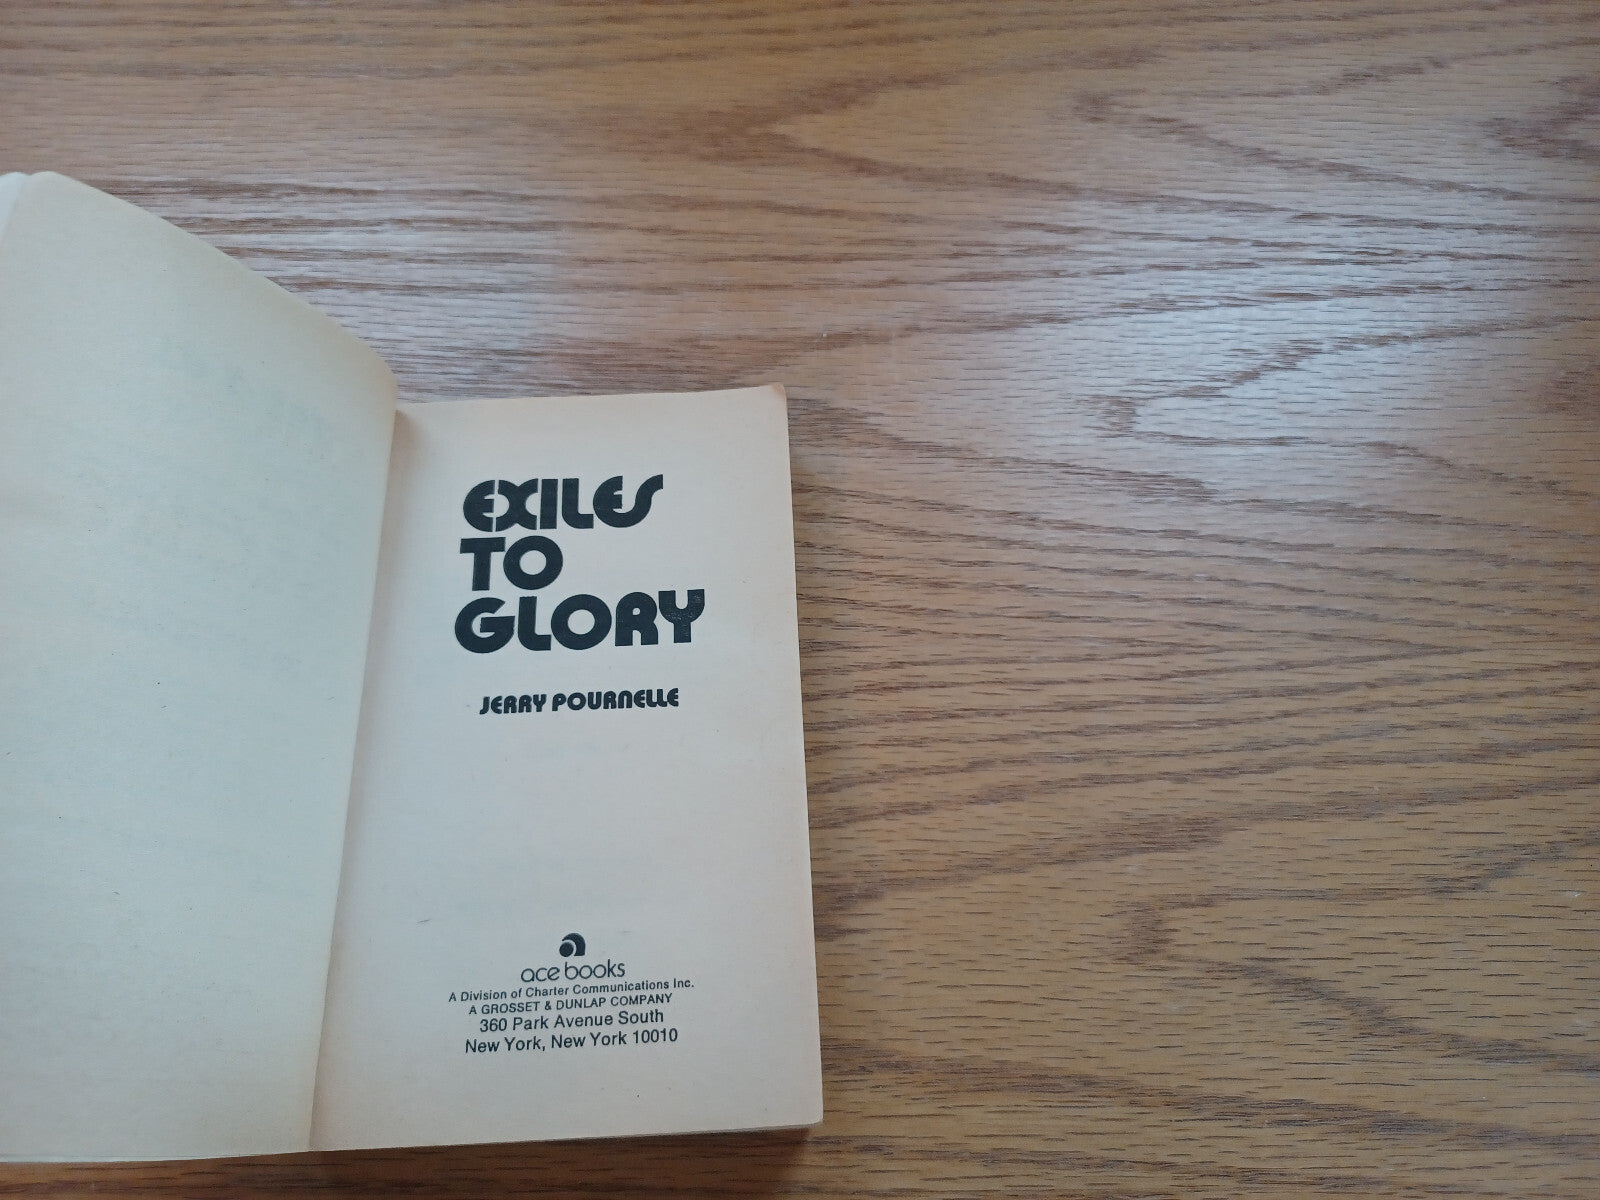 EXILES
TO
GLORY
JERRY POURNELLE
ace books
A Division of Charter Communications Inc.
A GROSSET & DUNLAP COMPANY
360 Park Avenue South
New York, New York 10010